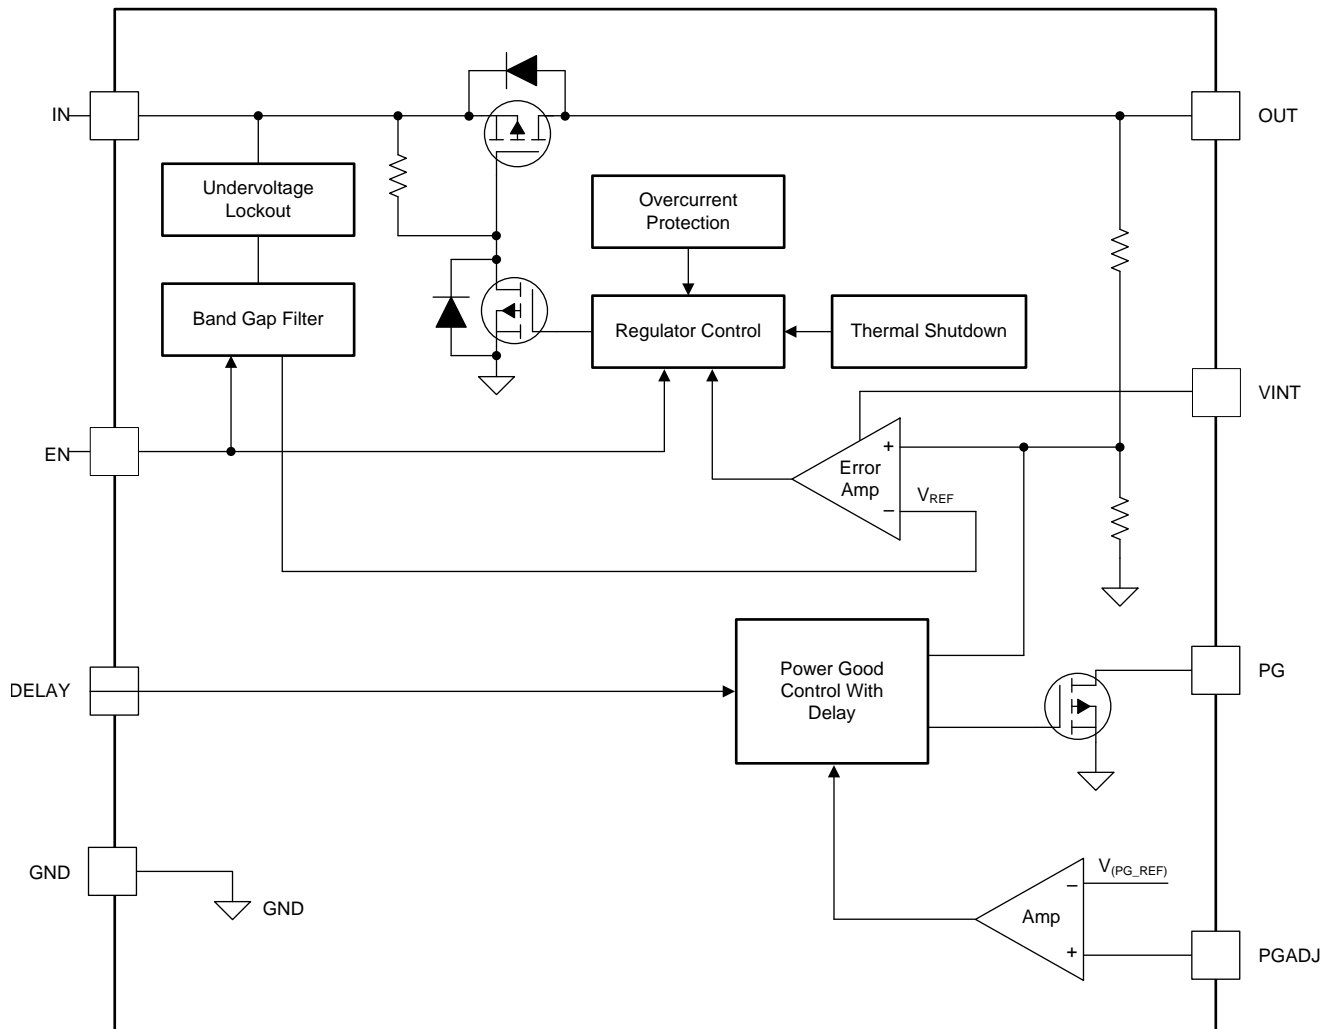 IN
OUT
Undervoltage
Lockout
Overcurrent
Protection
Band Gap Filter
Regulator Control
Thermal Shutdown
VINT
EN
+
Error
Amp
VREF
−
DELAY
Power Good
Control With
Delay
PG
GND
GND
V(PG_REF)
−
Amp
+
PGADJ